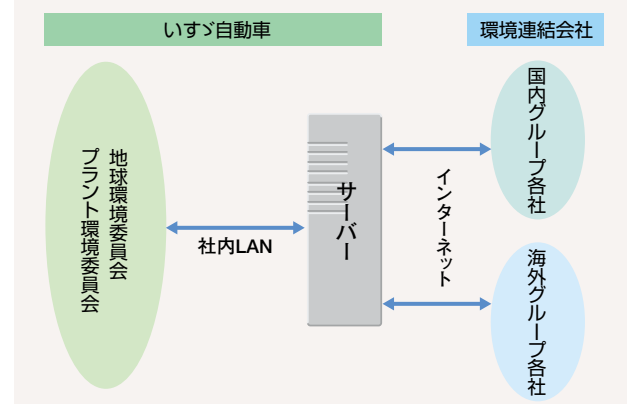 いすゞ自動車
環境連結会社
地球環境委員会
プラント環境委員会
社内LAN
サーバー
インターネット
国内グループ各社
海外グループ各社